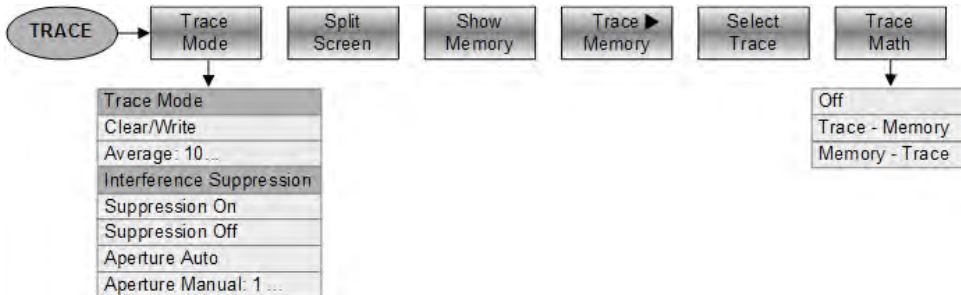 TRACE
Trace
Mode
Split
Screen
Show
Memory
Trace ▶
Memory
Select
Trace
Trace
Math
Trace Mode
Clear/Write
Average: 10...
Interference Suppression
Suppression On
Suppression Off
Aperture Auto
Aperture Manual: 1 ...
Off
Trace - Memory
Memory - Trace